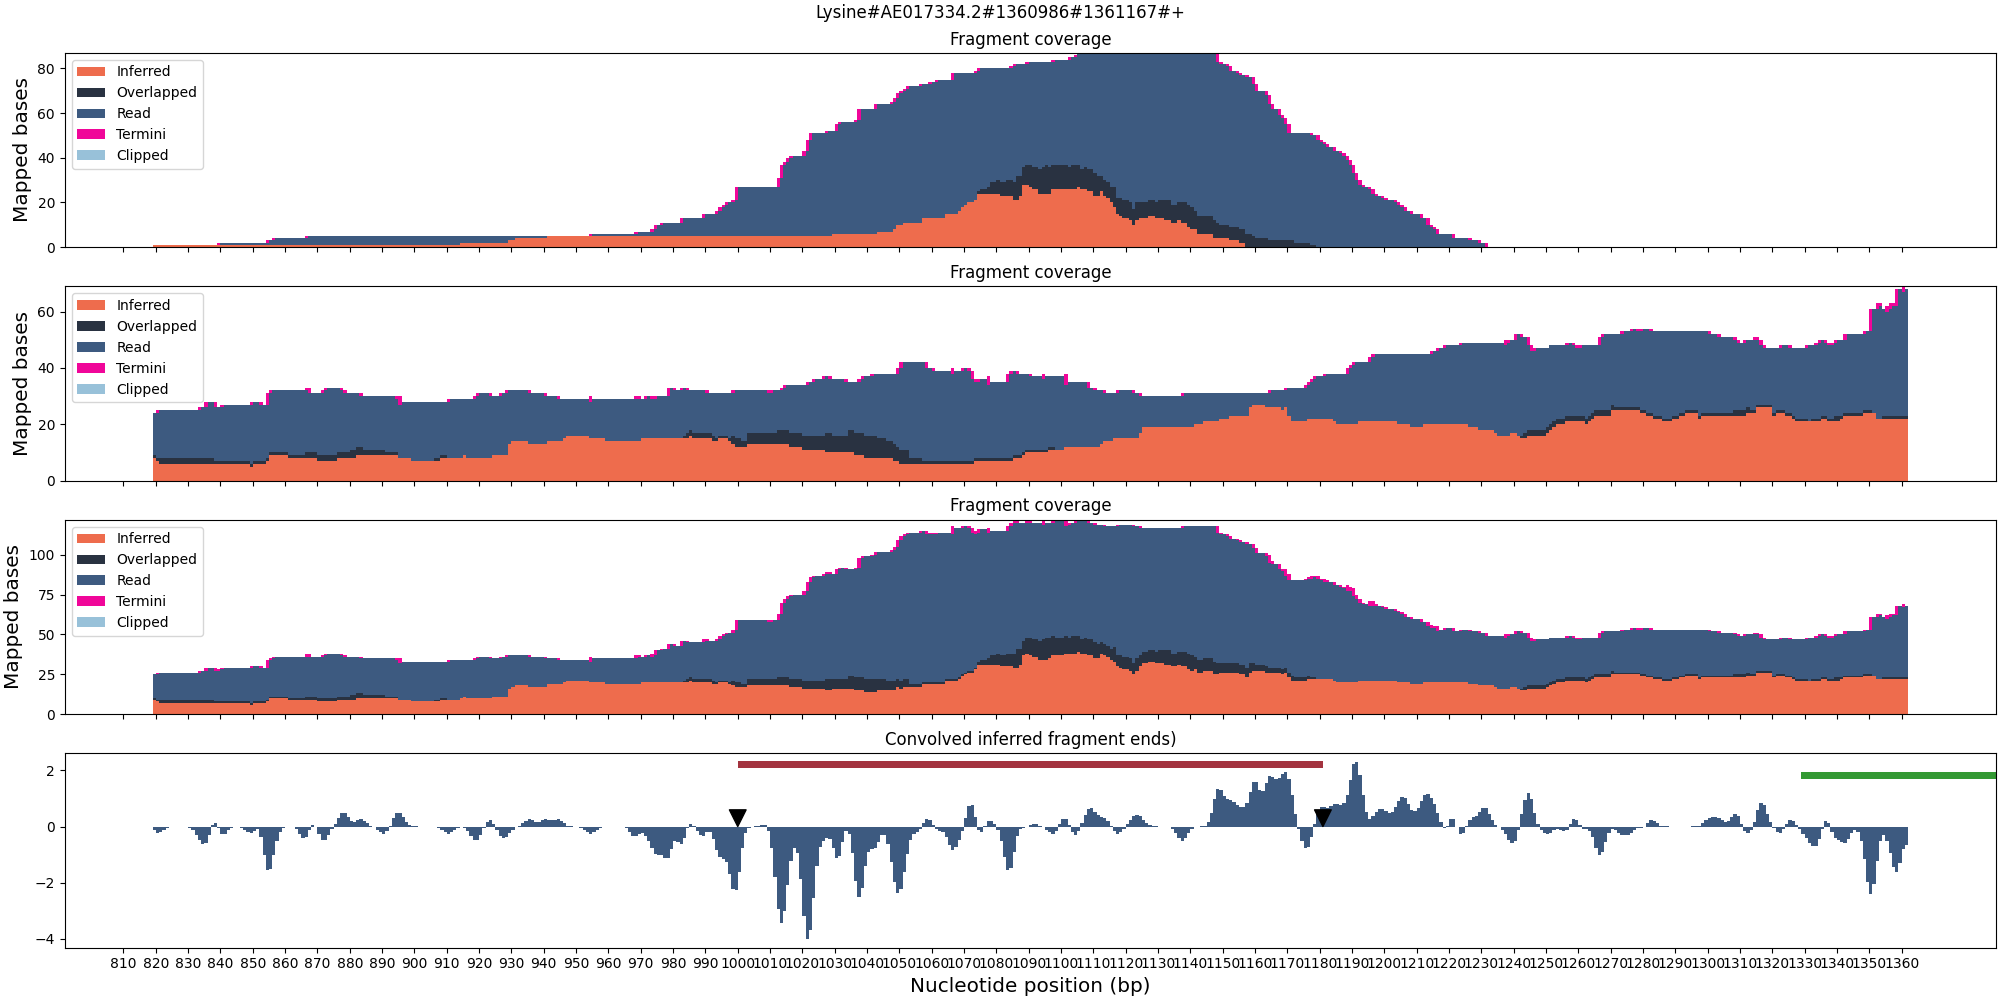 Lysine#AE017334.2#1360986#1361167#+
Fragment coverage
Mapped bases
80
60
40
20
0
Inferred
Overlapped
Read
Termini
Clipped
Fragment coverage
Mapped bases
60
40
20
0
Inferred
Overlapped
Read
Termini
Clipped
Fragment coverage
Mapped bases
100
75
50
25
0
Inferred
Overlapped
Read
Termini
Clipped
Convolved inferred fragment ends)
2
0
−2
−4
810 820 830 840 850 860 870 880 890 900 910 920 930 940 950 960 970 980 990 1000 1010 1020 1030 1040 1050 1060 1070 1080 1090 1100 1110 1120 1130 1140 1150 1160 1170 1180 1190 1200 1210 1220 1230 1240 1250 1260 1270 1280 1290 1300 1310 1320 1330 1340 1350 1360
Nucleotide position (bp)